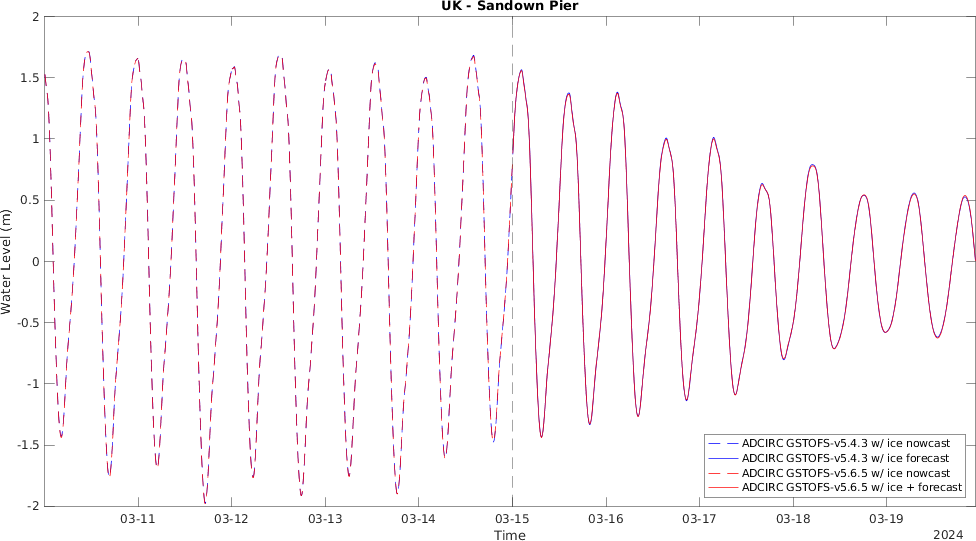 UK - Sandown Pier
2
1.5
1
0.5
0
-0.5
-1
-1.5
-2
Water Level (m)
03-11 03-12 03-13 03-14 03-15 03-16 03-17 03-18 03-19
Time
2024
ADCIRC GSTOFS-v5.4.3 w/ ice nowcast
ADCIRC GSTOFS-v5.4.3 w/ ice forecast
ADCIRC GSTOFS-v5.6.5 w/ ice nowcast
ADCIRC GSTOFS-v5.6.5 w/ ice + forecast